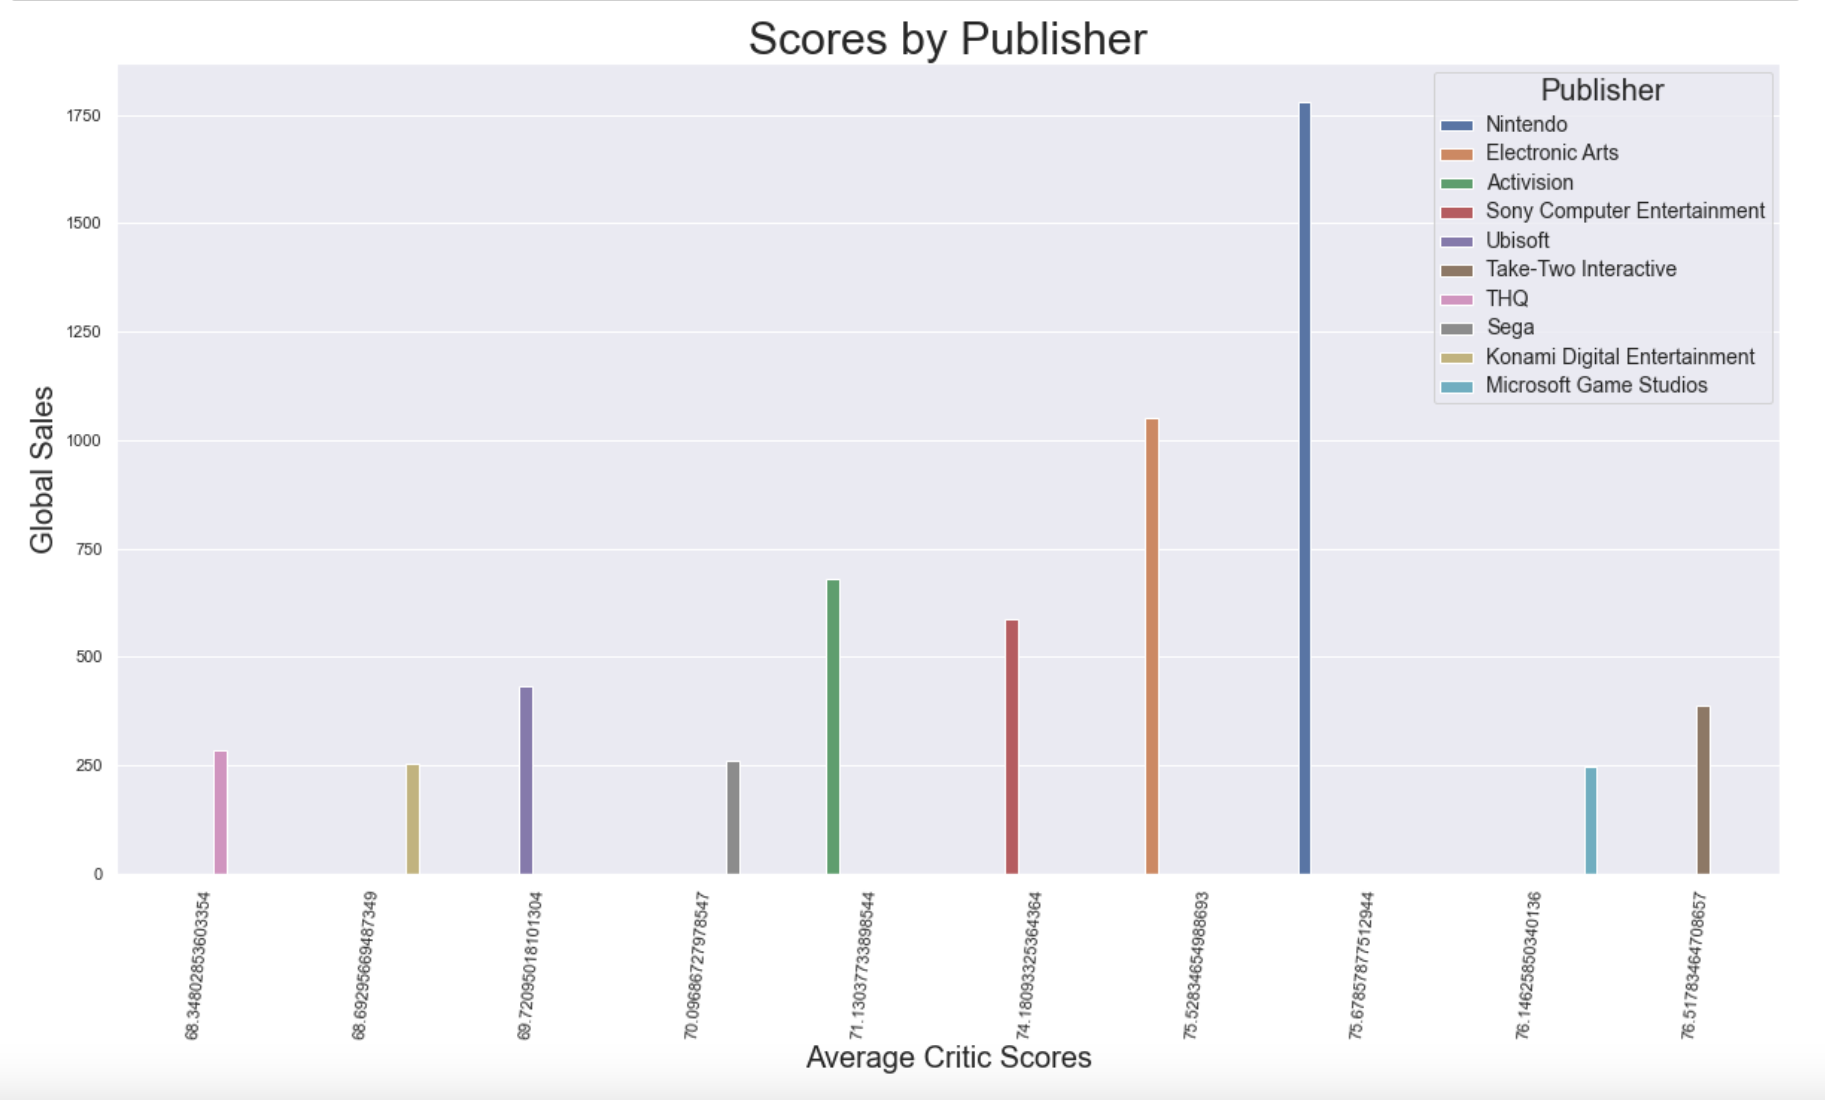 Scores by Publisher
Publisher
Nintendo
Electronic Arts
Activision
Sony Computer Entertainment
Ubisoft
Take-Two Interactive
THQ
Sega
Konami Digital Entertainment
Microsoft Game Studios
Global Sales
1750
1500
1250
1000
750
500
250
0
68.34802853603354
68.69295669487349
69.72095018101304
70.09686727978547
71.13037733898544
74.18093325364364
75.52834654988693
75.67857877512944
76.14625850340136
76.51783464708657
Average Critic Scores